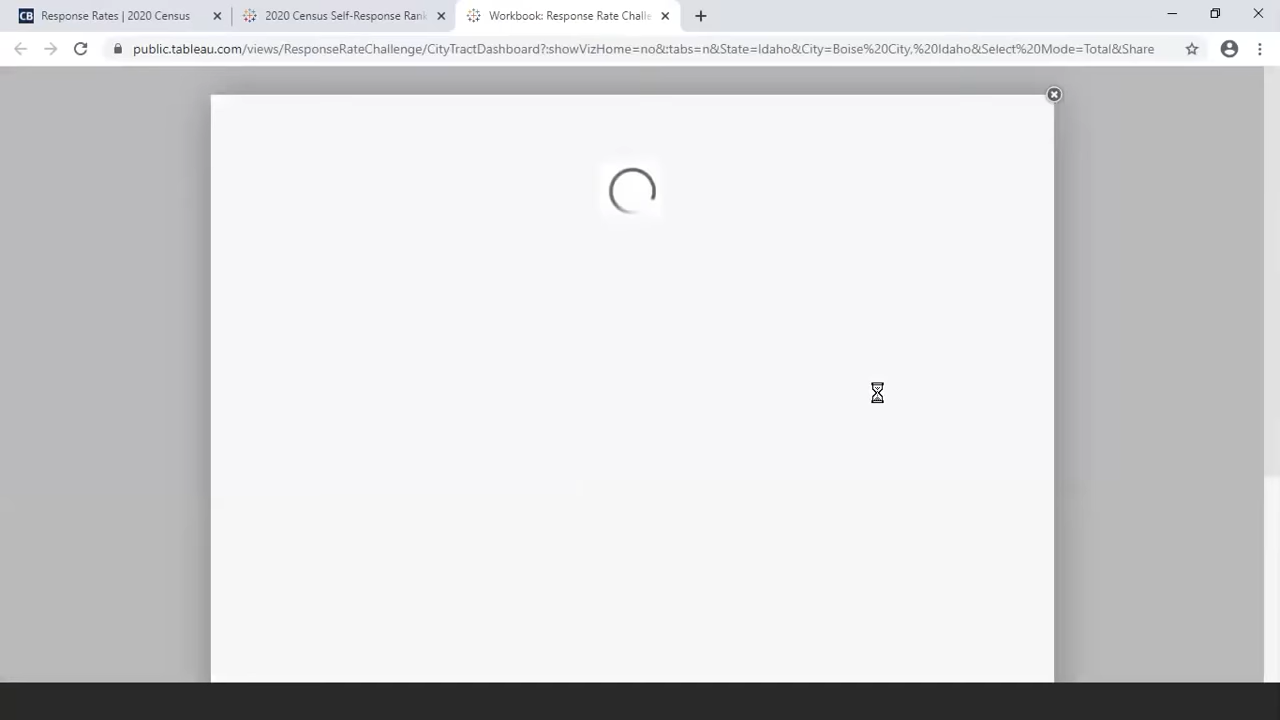 CB Response Rates | 2020 Census
2020 Census Self-Response Rank
Workbook: Response Rate Challe
public.tableau.com/views/ResponseRateChallenge/CityTractDashboard?:showVizHome=no&:tabs=n&State=Idaho&City=Boise%20City,%20Idaho&Select%20Mode=Total&Share